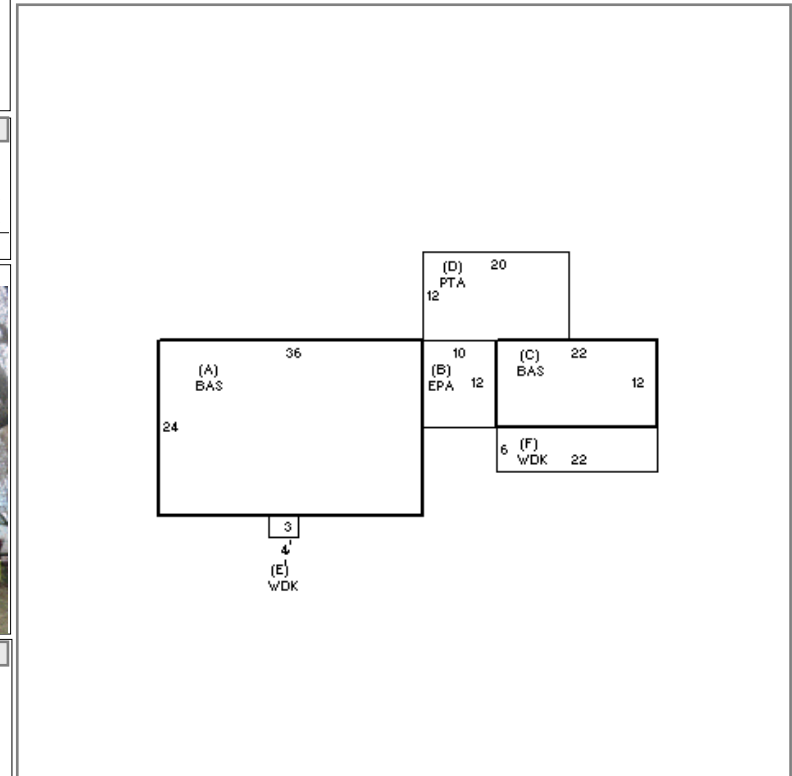 (D) 20
PTA
12
36
(A)
BAS
24
10
(B)
EPA 12
(C) 22
BAS
12
6 (F)
WDK 22
3
4'
(E)
WDK